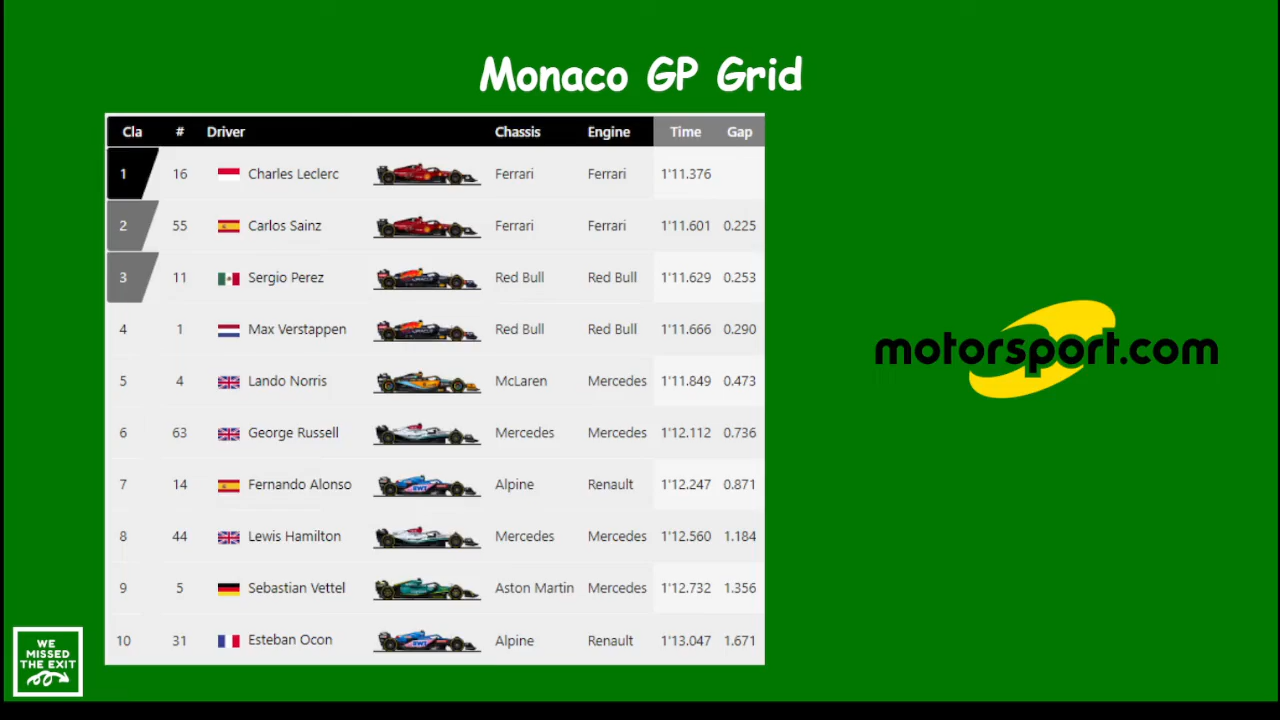 Monaco GP Grid
Cla # Driver Chassis Engine Time Gap
1 16 Charles Leclerc Ferrari Ferrari 1'11.376
2 55 Carlos Sainz Ferrari Ferrari 1'11.601 0.225
3 11 Sergio Perez Red Bull Red Bull 1'11.629 0.253
4 1 Max Verstappen Red Bull Red Bull 1'11.666 0.290
5 4 Lando Norris McLaren Mercedes 1'11.849 0.473
6 63 George Russell Mercedes Mercedes 1'12.112 0.736
7 14 Fernando Alonso Alpine Renault 1'12.247 0.871
8 44 Lewis Hamilton Mercedes Mercedes 1'12.560 1.184
9 5 Sebastian Vettel Aston Martin Mercedes 1'12.732 1.356
10 31 Esteban Ocon Alpine Renault 1'13.047 1.671
motorsport.com
WE
MISSED
THE EXIT